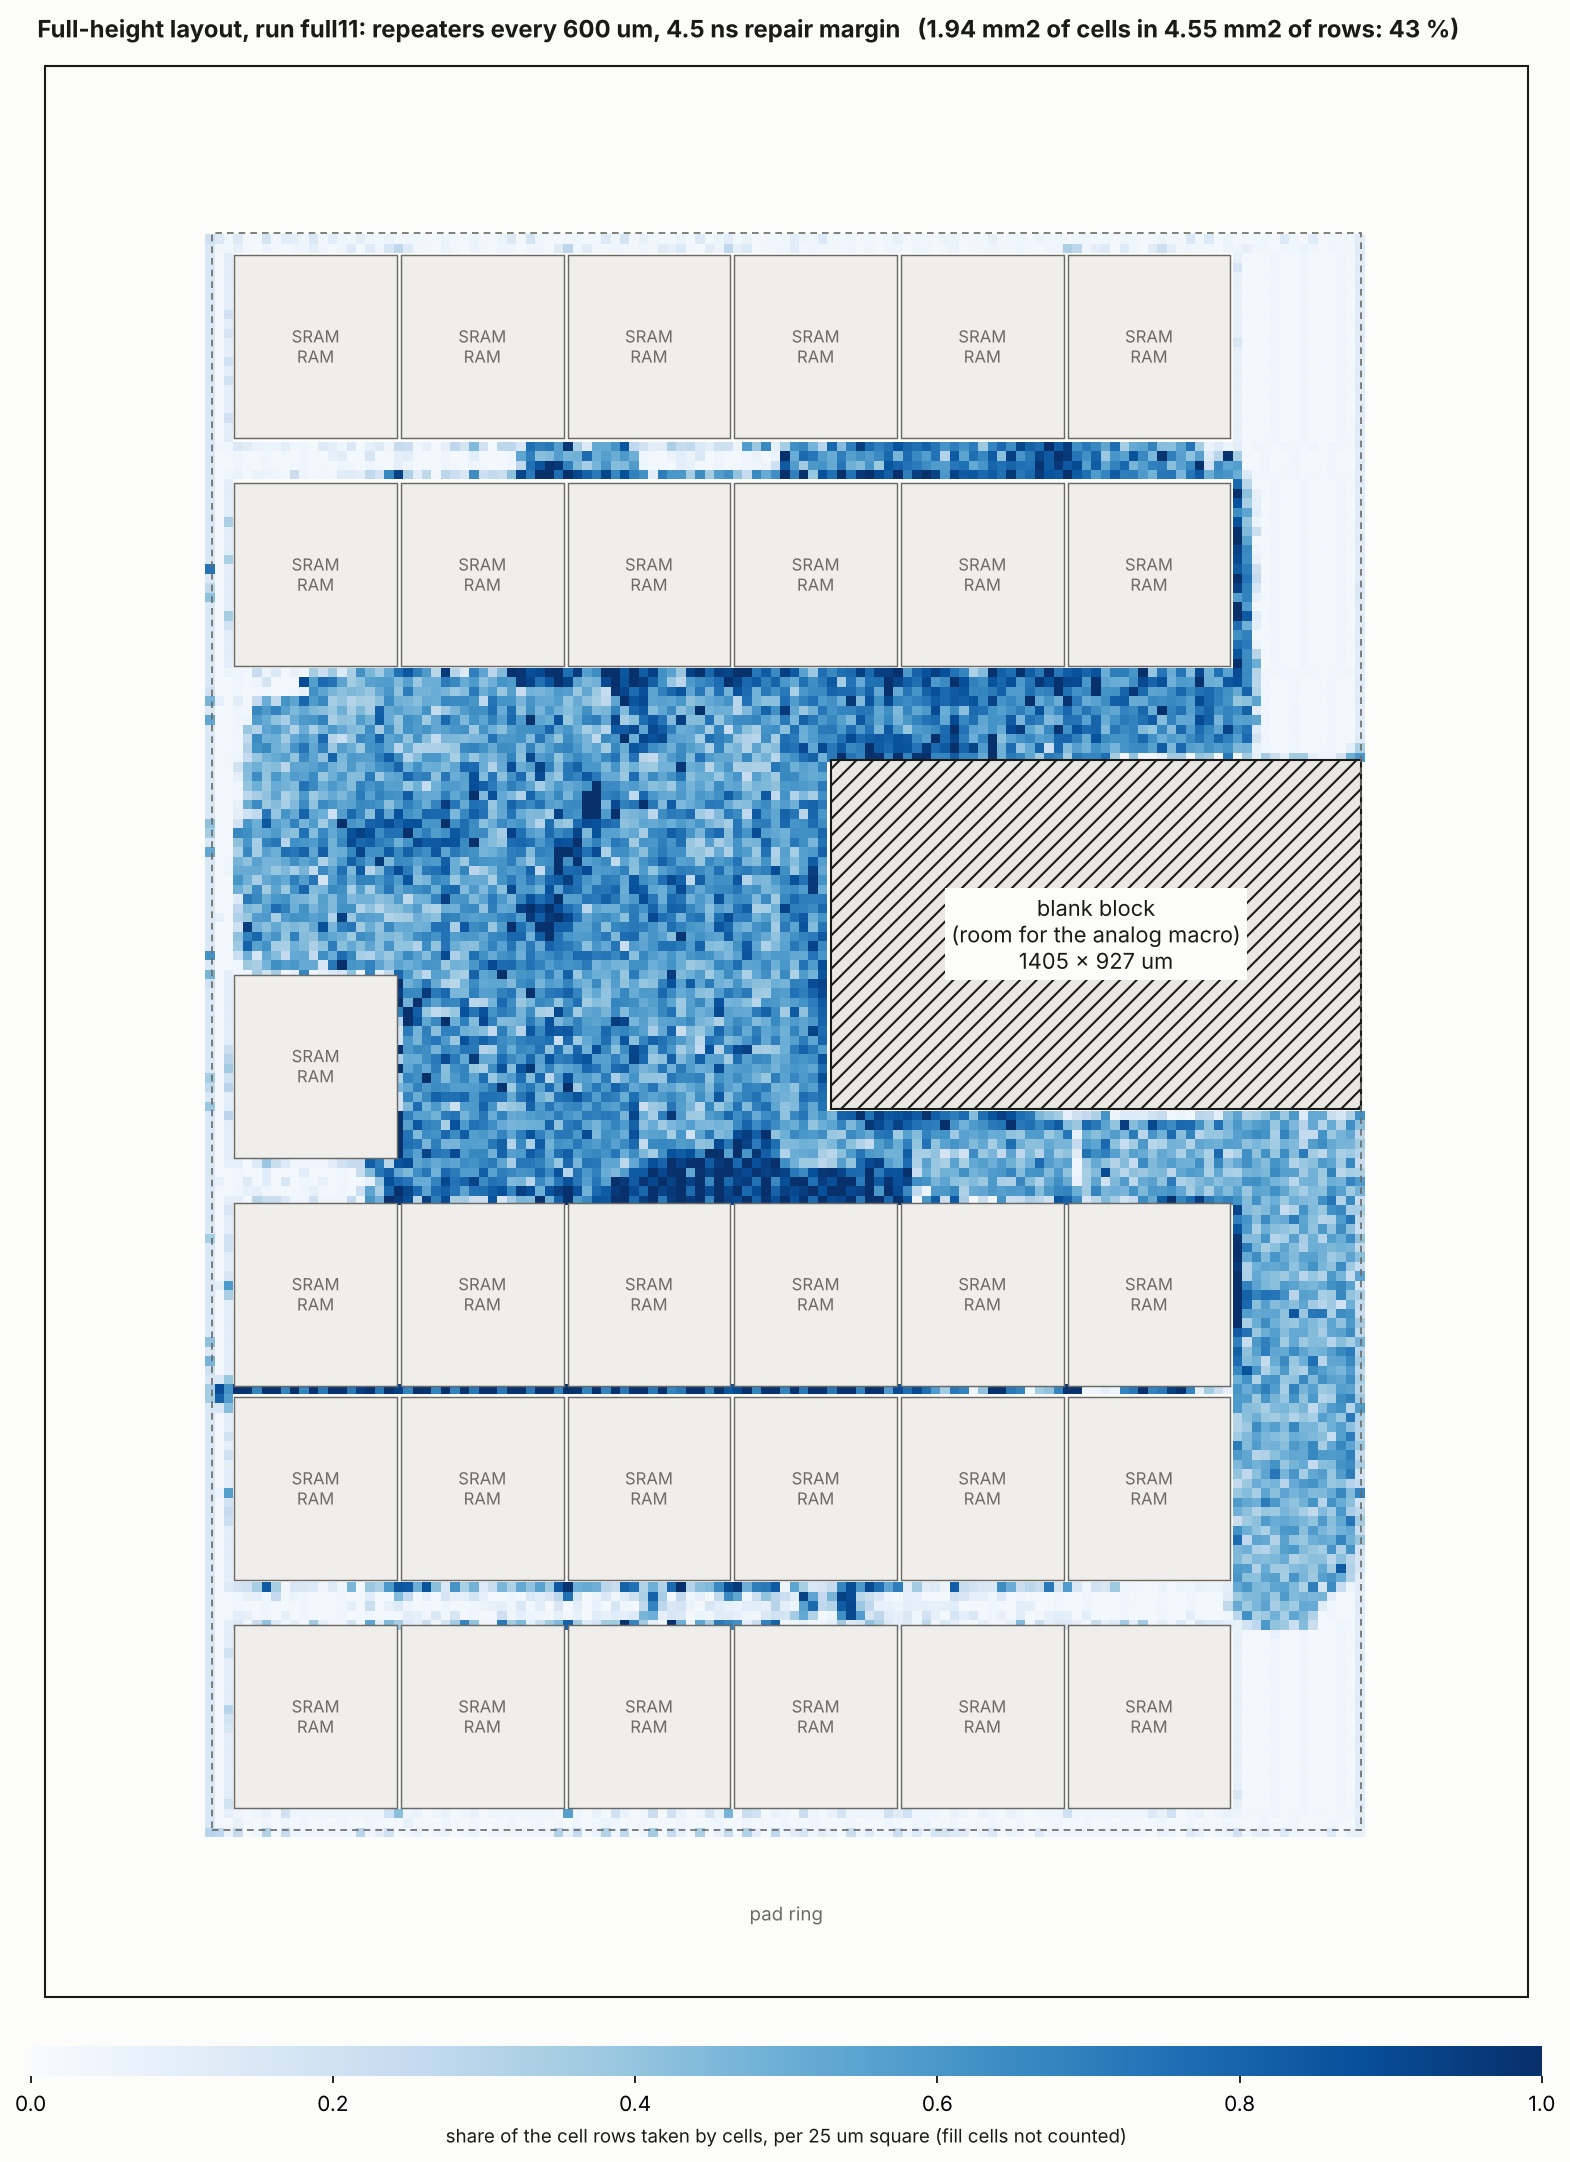 Full-height layout, run full11: repeaters every 600 um, 4.5 ns repair margin (1.94 mm2 of cells in 4.55 mm2 of rows: 43 %)
SRAM SRAM SRAM SRAM SRAM SRAM
RAM RAM RAM RAM RAM RAM
SRAM SRAM SRAM SRAM SRAM SRAM
RAM RAM RAM RAM RAM RAM
blank block
(room for the analog macro)
1405 × 927 um
SRAM
RAM
SRAM SRAM SRAM SRAM SRAM SRAM
RAM RAM RAM RAM RAM RAM
SRAM SRAM SRAM SRAM SRAM SRAM
RAM RAM RAM RAM RAM RAM
SRAM SRAM SRAM SRAM SRAM SRAM
RAM RAM RAM RAM RAM RAM
pad ring
0.0 0.2 0.4 0.6 0.8 1.0
share of the cell rows taken by cells, per 25 um square (fill cells not counted)